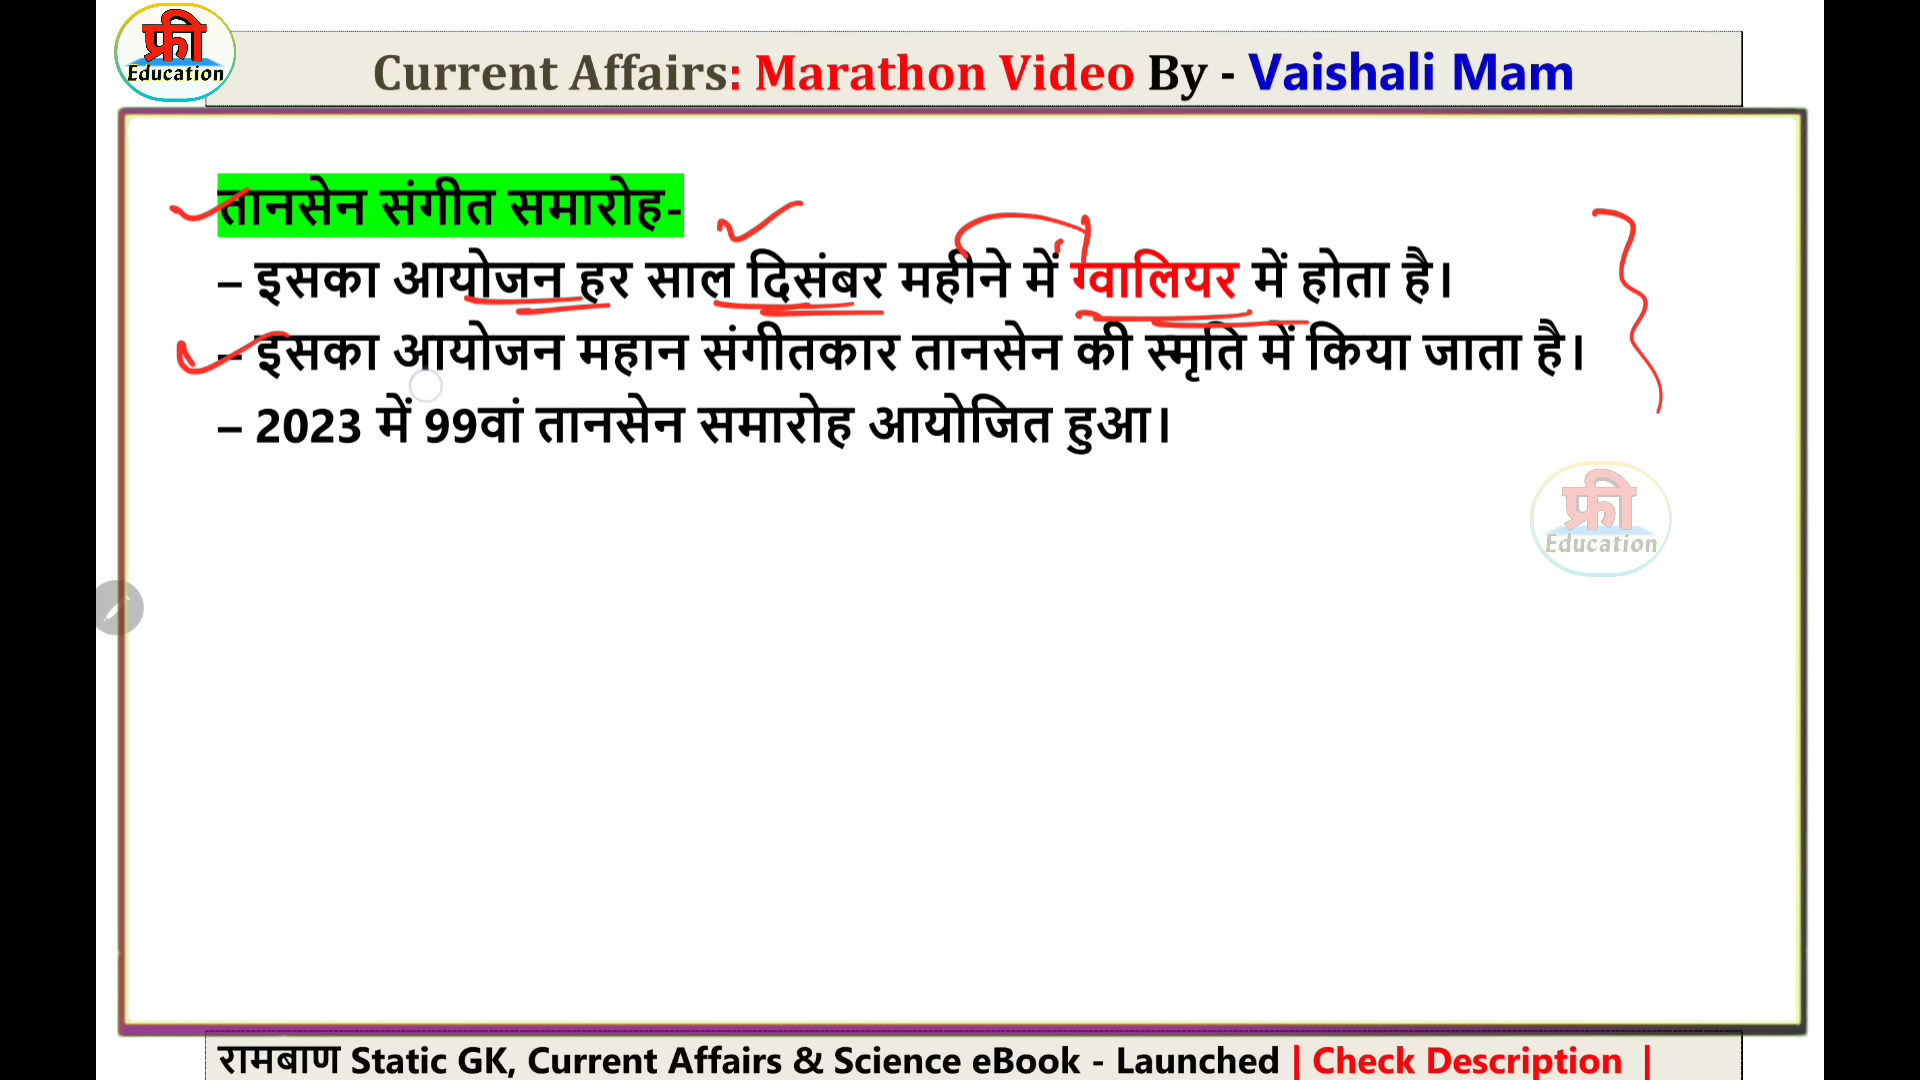 फ्री
Education
Current Affairs: Marathon Video By - Vaishali Mam
तानसेन संगीत समारोह-
– इसका आयोजन हर साल दिसंबर महीने में ग्वालियर में होता है।
– इसका आयोजन महान संगीतकार तानसेन की स्मृति में किया जाता है।
– 2023 में 99वां तानसेन समारोह आयोजित हुआ।
फ्री
Education
रामबाण Static GK, Current Affairs & Science eBook - Launched | Check Description |